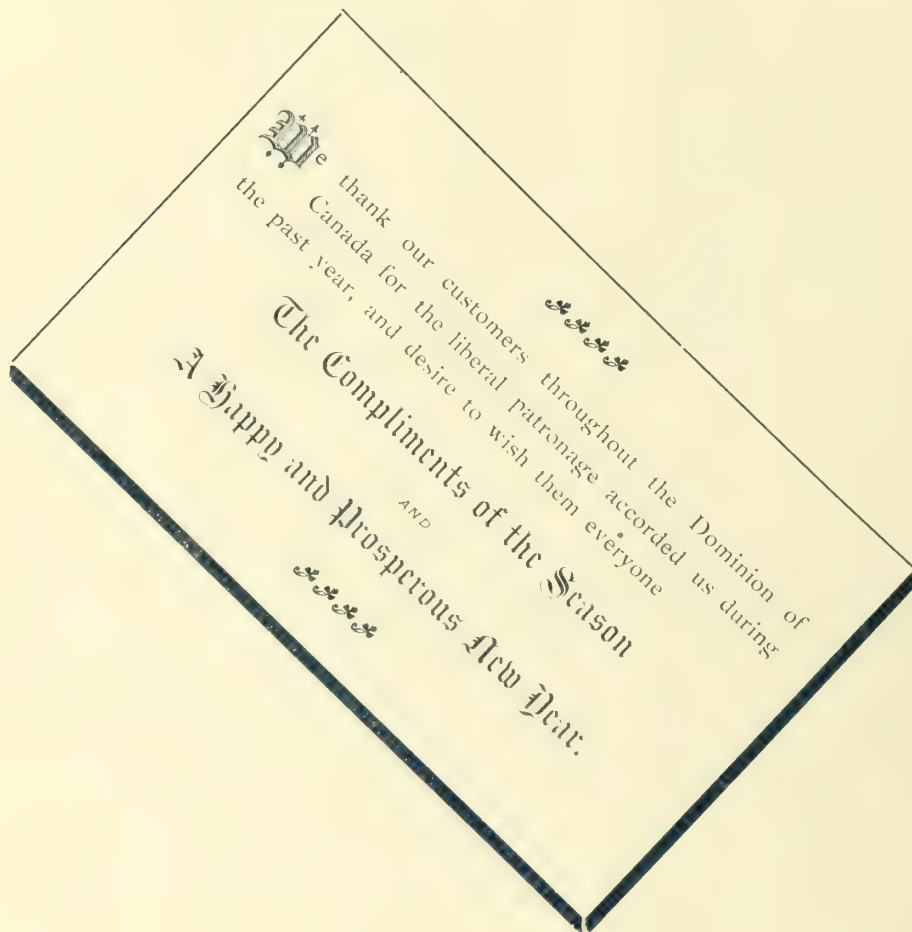 We thank our customers throughout the Dominion of
Canada for the liberal patronage accorded us during
the past year, and desire to wish them everyone
The Compliments of the Season
AND
A Happy and Prosperous New Year.